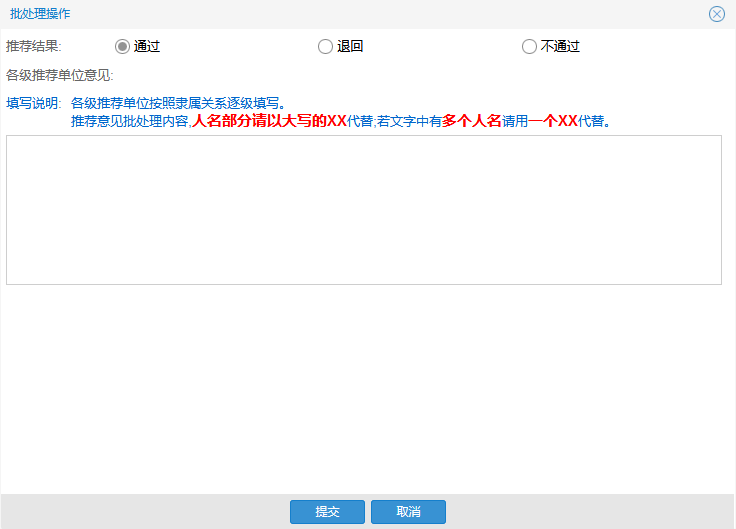 批处理操作
推荐结果: 通过 退回 不通过
各级推荐单位意见:
填写说明: 各级推荐单位按照隶属关系逐级填写。
推荐意见批处理内容,人名部分请以大写的XX代替;若文字中有多个人名请用一个XX代替。
提交 取消